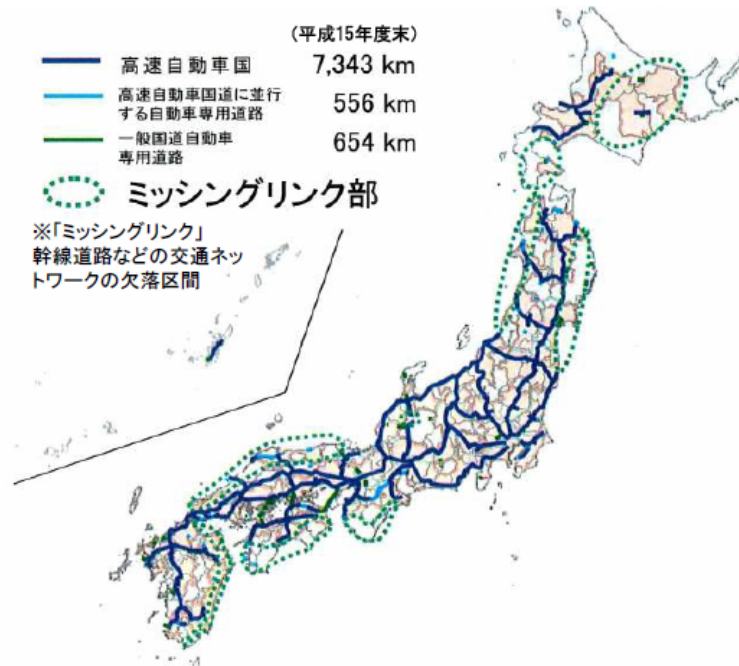 (平成15年度末)
高速自動車国 7,343 km
高速自動車国道に並行
する自動車専用道路 556 km
一般国道自動車
専用道路 654 km
ミッシングリンク部
※「ミッシングリンク」
幹線道路などの交通ネッ
トワークの欠落区間